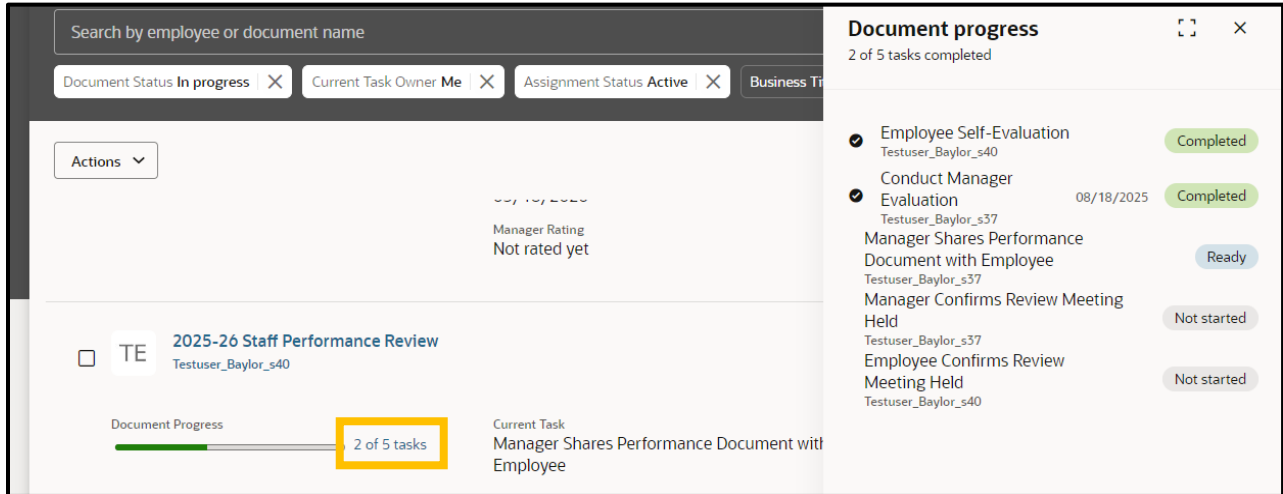 Search by employee or document name
Document Status In progress
Current Task Owner Me
Assignment Status Active
Business
Actions
Manager Rating
Not rated yet
TE
2025-26 Staff Performance Review
Testuser_Baylor_s40
Document Progress
2 of 5 tasks
Current Task
Manager Shares Performance Document with
Employee
Document progress
2 of 5 tasks completed
Employee Self-Evaluation
Testuser_Baylor_s40
Completed
Conduct Manager
Evaluation
Testuser_Baylor_s37
08/18/2025
Completed
Manager Shares Performance
Document with Employee
Testuser_Baylor_s37
Ready
Manager Confirms Review Meeting
Held
Testuser_Baylor_s37
Not started
Employee Confirms Review
Meeting Held
Testuser_Baylor_s40
Not started